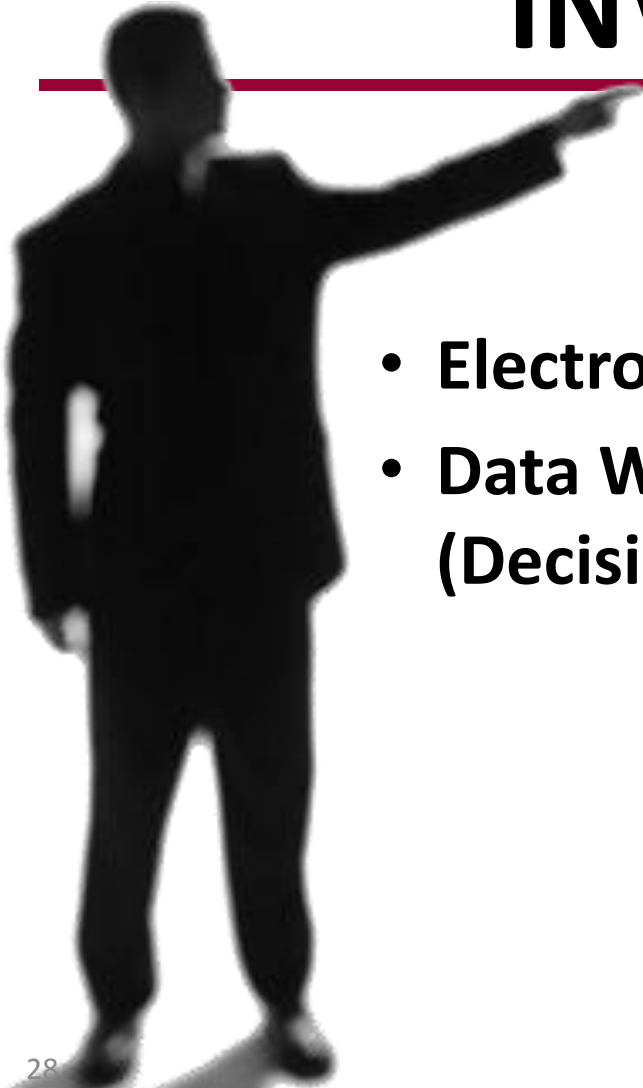 INV
• Electro
• Data W
(Decisi
28